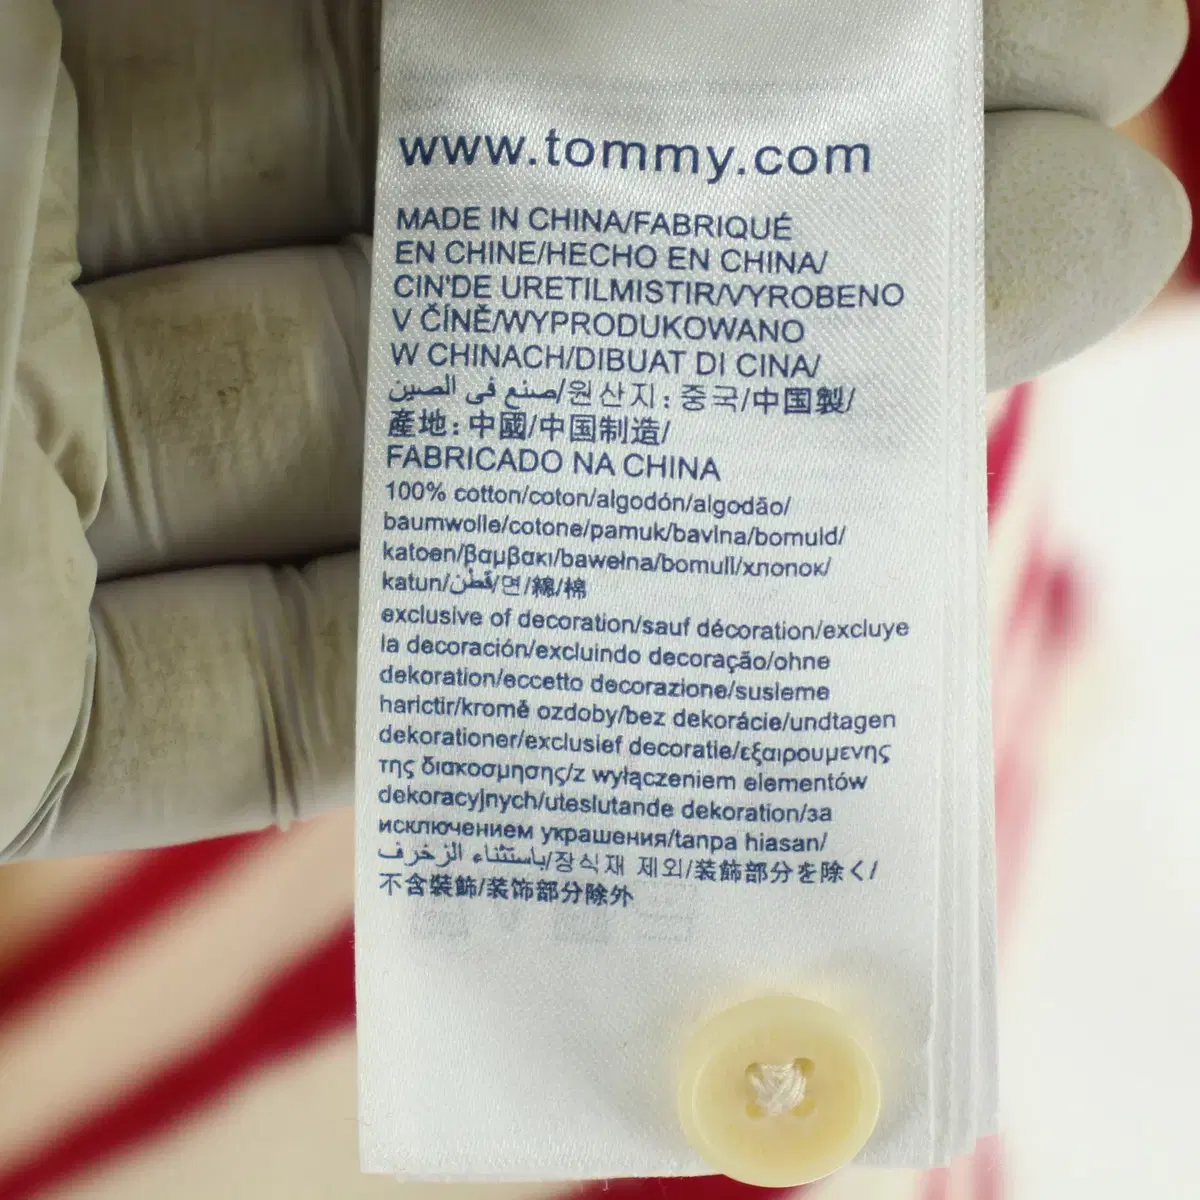 www.tommy.com
MADE IN CHINA/FABRIQUÉ
EN CHINE/HECHO EN CHINA/
CIN'DE URETILMISTIR/VYROBENO
V ČÍNĚ/WYPRODUKOWANO
W CHINACH/DIBUAT DI CINA/
صنع في الصين/원산지: 중국/中国製/
產地: 中國/中国制造/
FABRICADO NA CHINA
100% cotton/coton/algodón/algodão/
baumwolle/cotone/pamuk/bavlna/bomuld/
katoen/βαμβακι/bawełna/bomull/хлопок/
katun/قطن/면/綿/棉
exclusive of decoration/sauf décoration/excluye
la decoración/excluindo decoração/ohne
dekoration/eccetto decorazione/susleme
harictir/kromě ozdoby/bez dekorácie/undtagen
dekorationer/exclusief decoratie/εξαιρουμενης
της διακοσμησης/z wyłączeniem elementów
dekoracyjnych/uteslutande dekoration/за
исключением украшения/tanpa hiasan/
باستثناء الزخرف/장식재 제외/装飾部分を除く/
不含裝飾/装饰部分除外